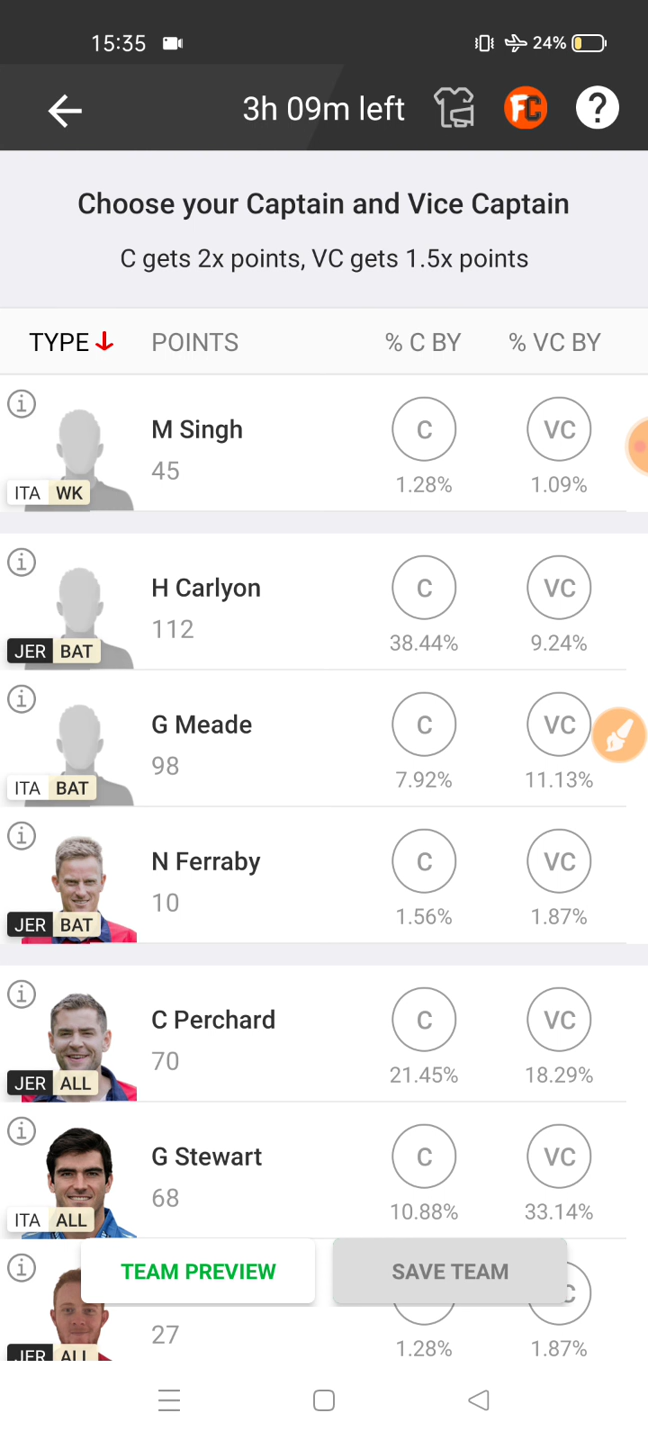 15:35 24%
3h 09m left FC ?
Choose your Captain and Vice Captain
C gets 2x points, VC gets 1.5x points
TYPE POINTS % C BY % VC BY
M Singh C VC
45 1.28% 1.09%
ITA WK
H Carlyon C VC
112 38.44% 9.24%
JER BAT
G Meade C VC
98 7.92% 11.13%
ITA BAT
N Ferraby C VC
10 1.56% 1.87%
JER BAT
C Perchard C VC
70 21.45% 18.29%
JER ALL
G Stewart C VC
68 10.88% 33.14%
ITA ALL
TEAM PREVIEW SAVE TEAM
27 1.28% 1.87%
JER ALL